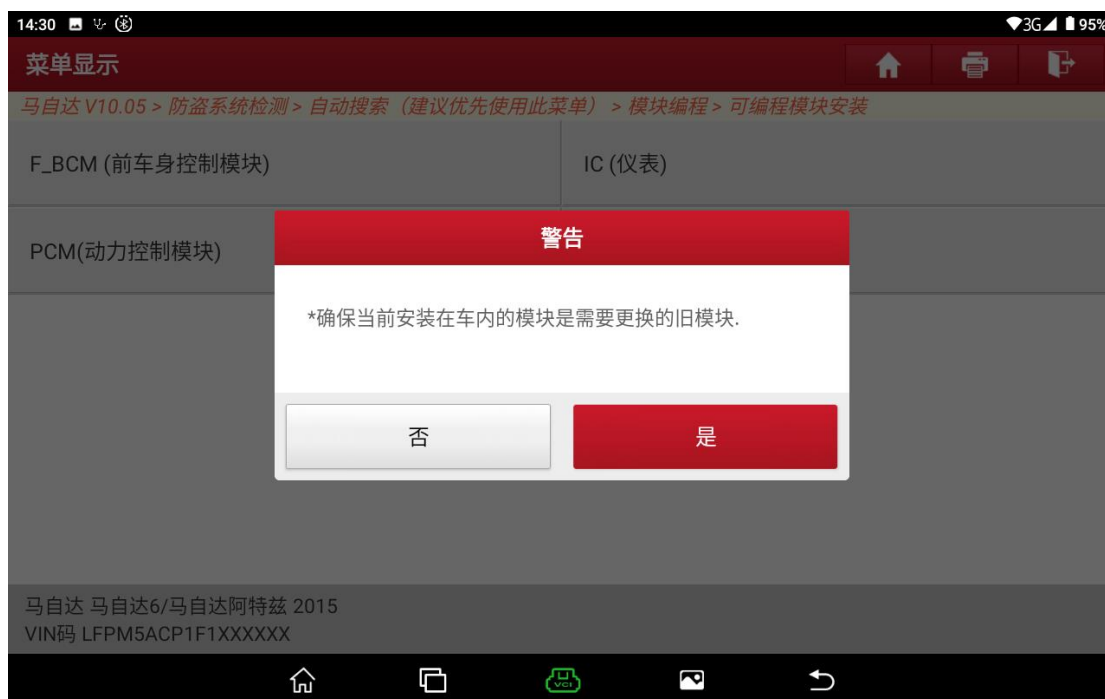 14:30 3G 95%
菜单显示
马自达 V10.05 > 防盗系统检测 > 自动搜索（建议优先使用此菜单） > 模块编程 > 可编程模块安装
F_BCM (前车身控制模块) IC (仪表)
PCM(动力控制模块)
警告
*确保当前安装在车内的模块是需要更换的旧模块.
否 是
马自达 马自达6/马自达阿特兹 2015
VIN码 LFPM5ACP1F1XXXXXX
VCI